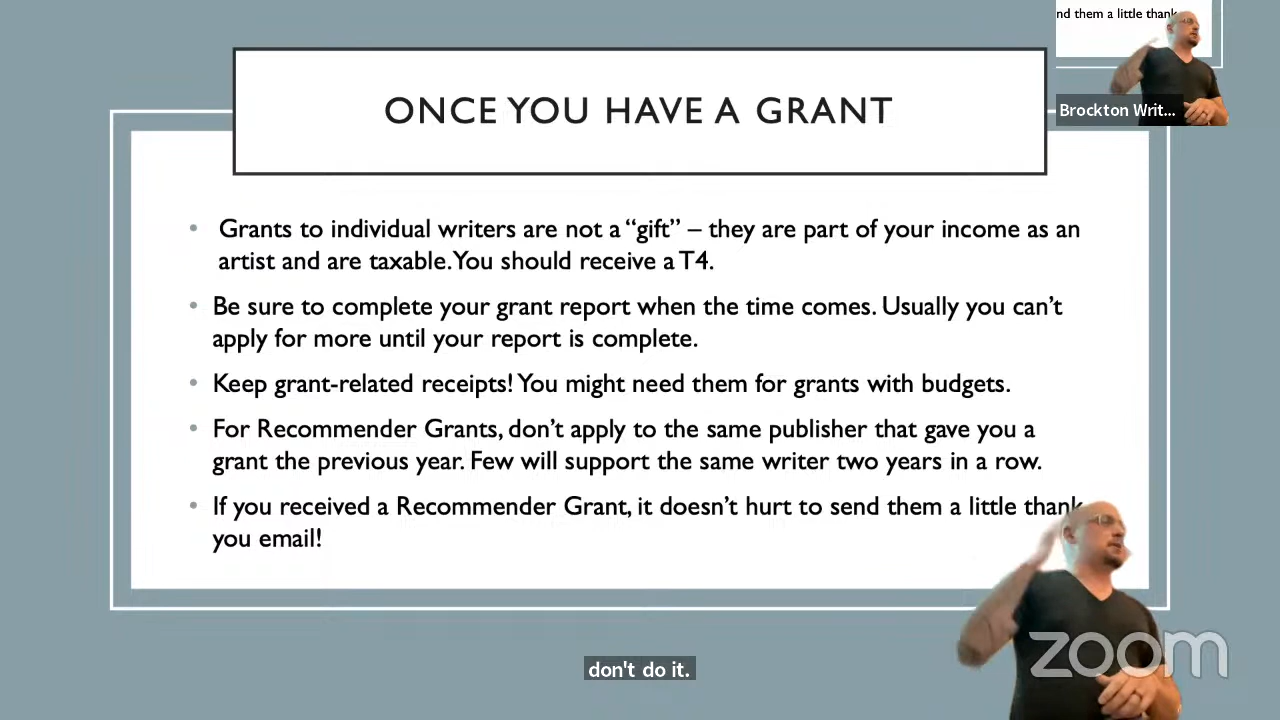 nd them a little thank
Brockton Writ...
ONCE YOU HAVE A GRANT
• Grants to individual writers are not a “gift” – they are part of your income as an
artist and are taxable. You should receive a T4.
• Be sure to complete your grant report when the time comes. Usually you can’t
apply for more until your report is complete.
• Keep grant-related receipts! You might need them for grants with budgets.
• For Recommender Grants, don’t apply to the same publisher that gave you a
grant the previous year. Few will support the same writer two years in a row.
• If you received a Recommender Grant, it doesn’t hurt to send them a little thank
you email!
zoom
don't do it.